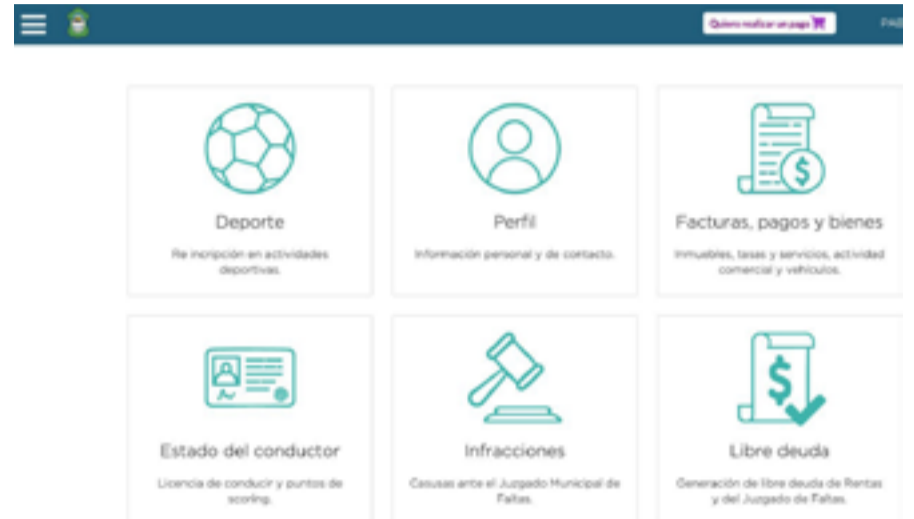 Quiero realizar un pago
Deporte
Re incripción en actividades
deportivas.
Perfil
Información personal y de contacto.
Facturas, pagos y bienes
Inmuebles, tasas y servicios, actividad
comercial y vehículos.
Estado del conductor
Licencia de conducir y puntos de
scoring.
Infracciones
Casusas ante el Juzgado Municipal de
Faltas.
Libre deuda
Generación de libre deuda de Rentas
y del Juzgado de Faltas.